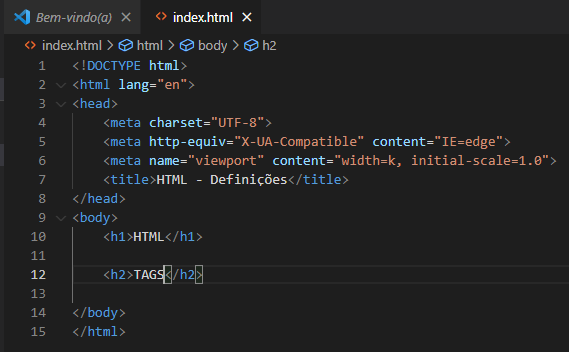 Bem-vindo(a) index.html
index.html > html > body > h2
1 <!DOCTYPE html>
2 <html lang="en">
3 <head>
4 <meta charset="UTF-8">
5 <meta http-equiv="X-UA-Compatible" content="IE=edge">
6 <meta name="viewport" content="width=k, initial-scale=1.0">
7 <title>HTML - Definições</title>
8 </head>
9 <body>
10 <h1>HTML</h1>
11
12 <h2>TAGS</h2>
13
14 </body>
15 </html>